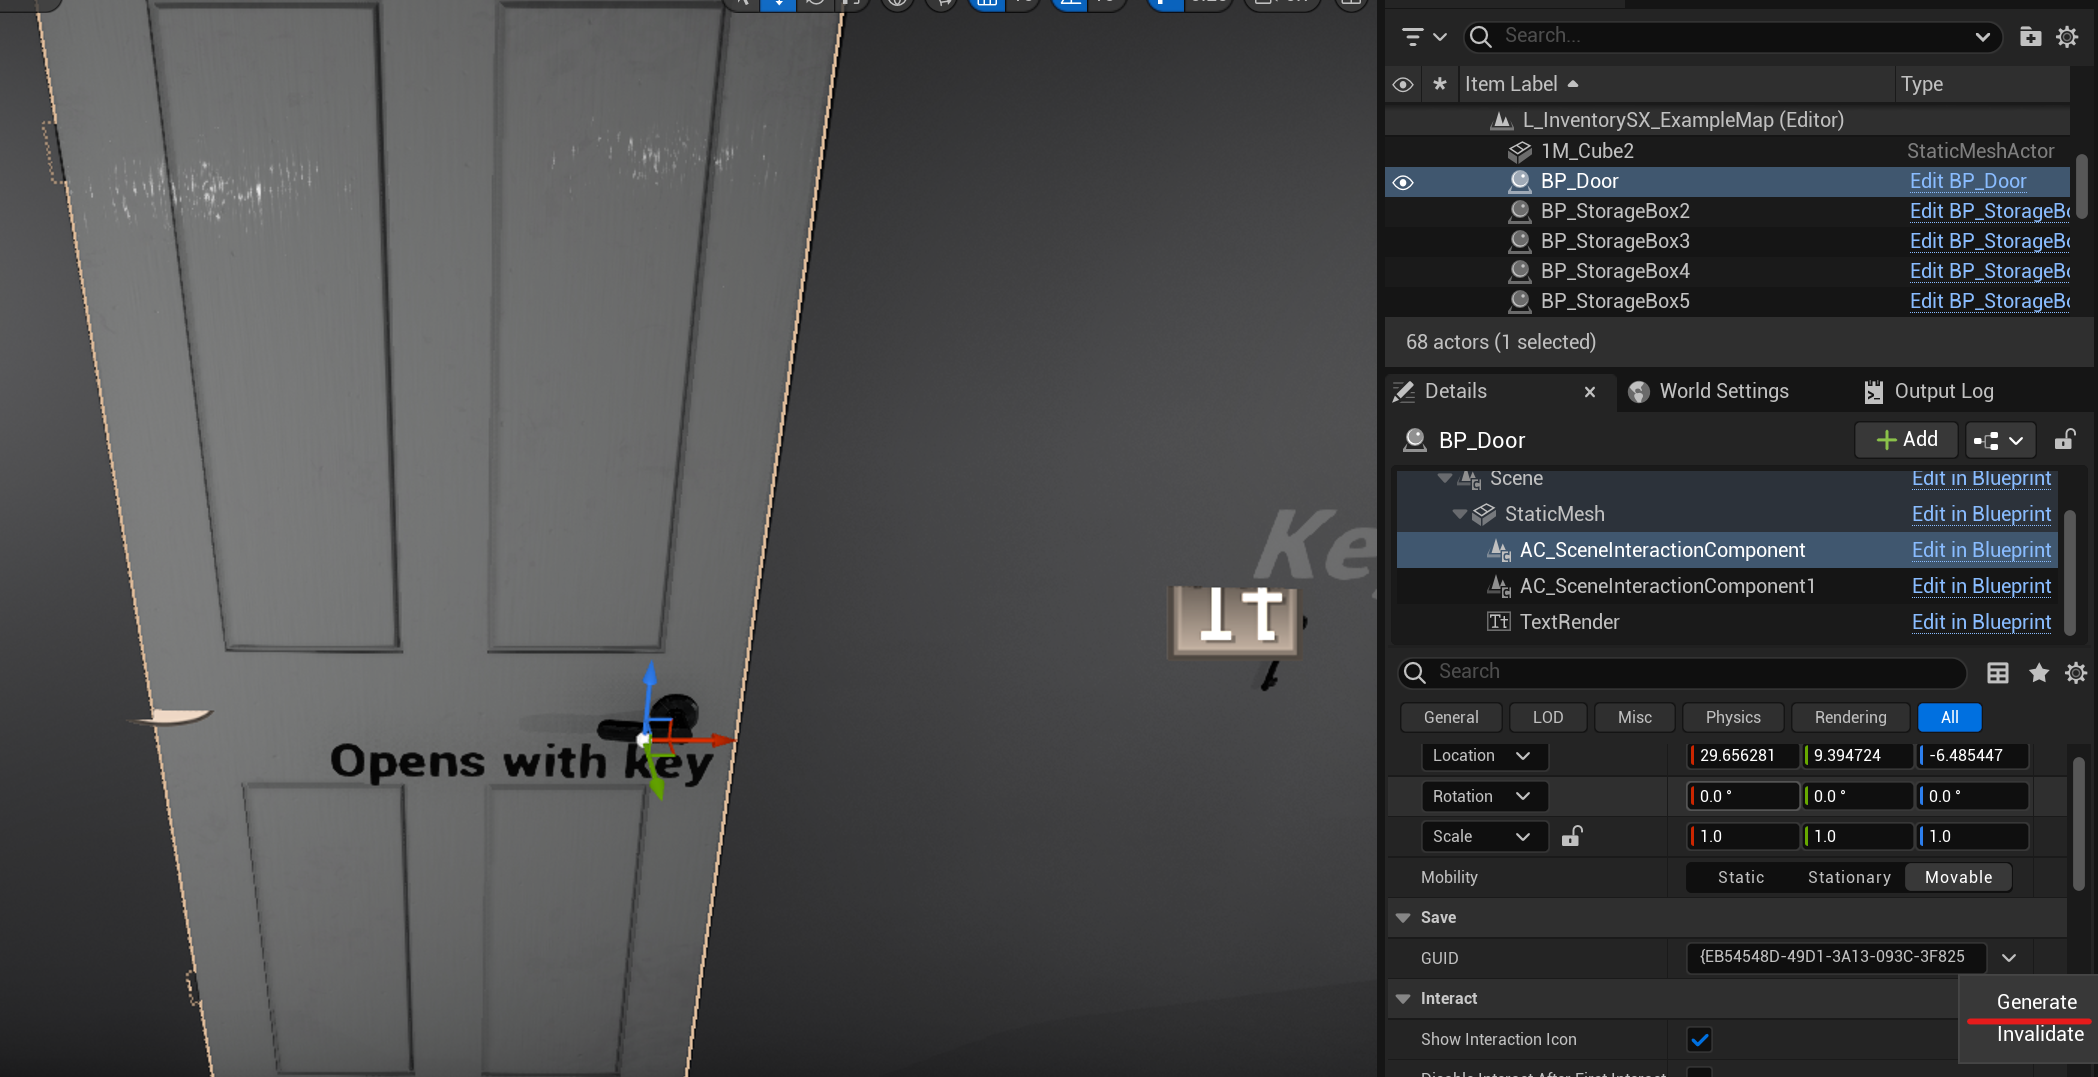 Search...
Item Label
Type
L_InventorySX_ExampleMap (Editor)
1M_Cube2
StaticMeshActor
BP_Door
Edit BP_Door
BP_StorageBox2
Edit BP_StorageBo
BP_StorageBox3
Edit BP_StorageBo
BP_StorageBox4
Edit BP_StorageBo
BP_StorageBox5
Edit BP_StorageBo
68 actors (1 selected)
Details
World Settings
Output Log
BP_Door
Add
Scene
Edit in Blueprint
StaticMesh
Edit in Blueprint
AC_SceneInteractionComponent
Edit in Blueprint
AC_SceneInteractionComponent1
Edit in Blueprint
TextRender
Edit in Blueprint
Search
General
LOD
Misc
Physics
Rendering
All
Location
29.656281
9.394724
-6.485447
Rotation
0.0 °
0.0 °
0.0 °
Scale
1.0
1.0
1.0
Mobility
Static
Stationary
Movable
Save
GUID
{EB54548D-49D1-3A13-093C-3F825
Interact
Generate
Invalidate
Show Interaction Icon
Opens with key
Ke
It